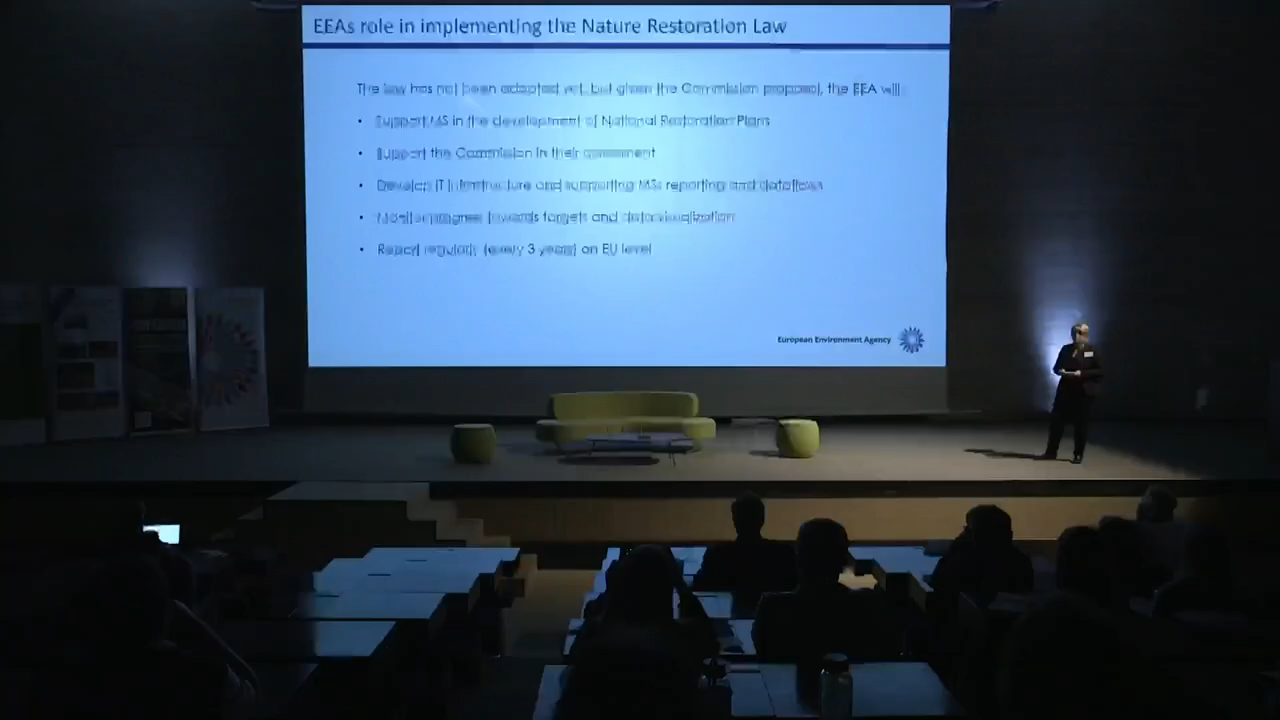 EEAs role in implementing the Nature Restoration Law
The law has not been adopted yet, but given the Commission proposal, the EEA will:
• Support MS in the development of National Restoration Plans
• Support the Commission in their assessment
• Develop IT infrastructure and supporting MSs reporting and dataflows
• Monitor progress towards targets and data visualization
• Report regularly (every 3 years) on EU level
European Environment Agency